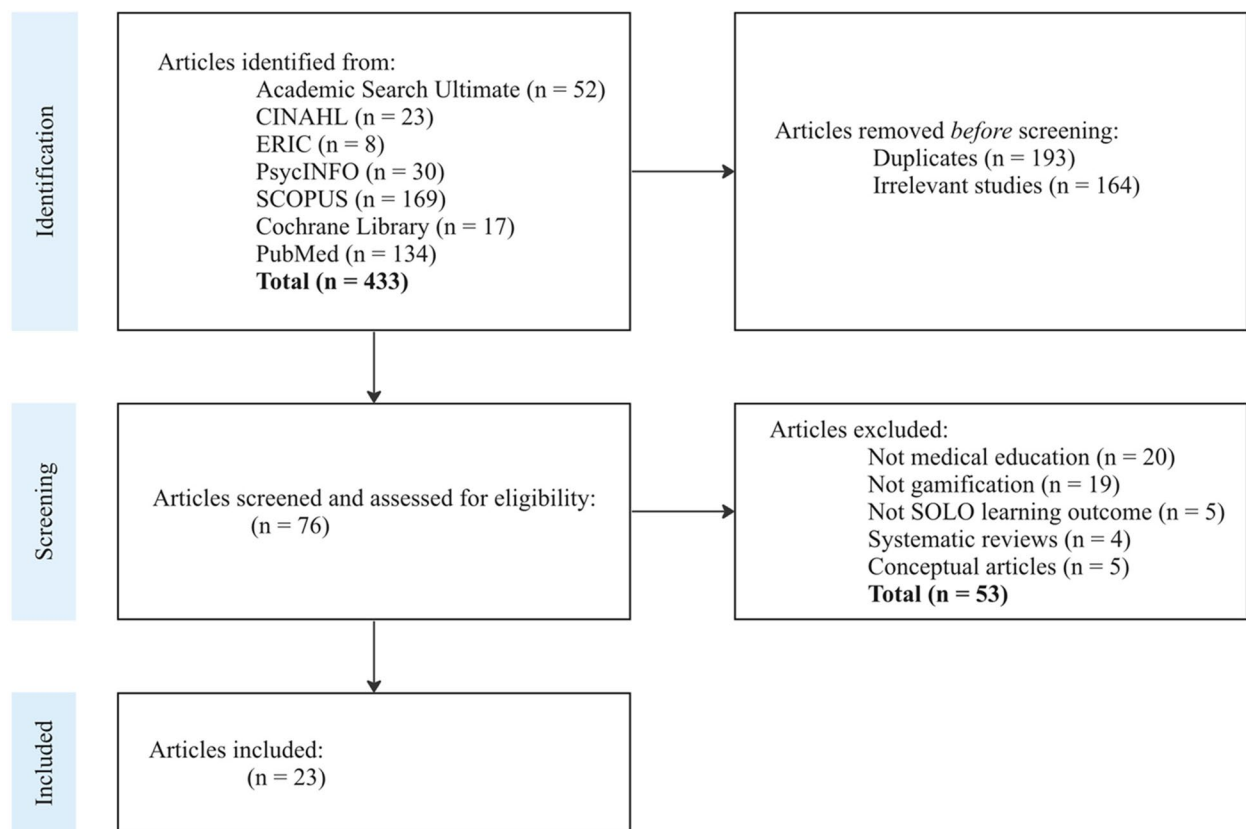 Identification
Articles identified from:
Academic Search Ultimate (n = 52)
CINAHL (n = 23)
ERIC (n = 8)
PsycINFO (n = 30)
SCOPUS (n = 169)
Cochrane Library (n = 17)
PubMed (n = 134)
Total (n = 433)
Articles removed before screening:
Duplicates (n = 193)
Irrelevant studies (n = 164)
Screening
Articles screened and assessed for eligibility:
(n = 76)
Articles excluded:
Not medical education (n = 20)
Not gamification (n = 19)
Not SOLO learning outcome (n = 5)
Systematic reviews (n = 4)
Conceptual articles (n = 5)
Total (n = 53)
Included
Articles included:
(n = 23)